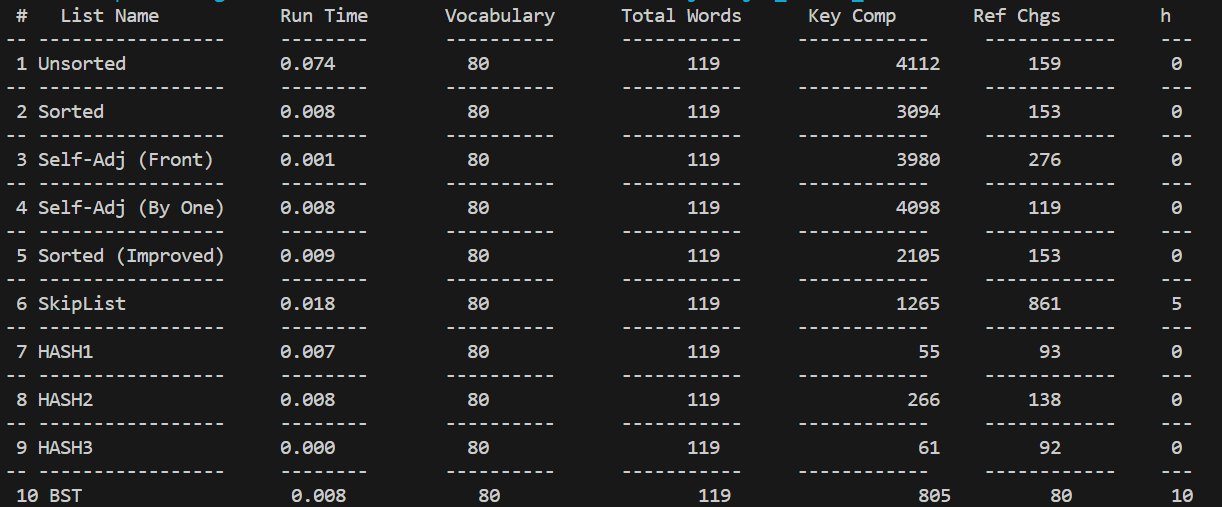 #   List Name           Run Time       Vocabulary      Total Words      Key Comp       Ref Chgs         h
-- -----------------     --------       ----------      -----------     ------------     ------------    ---
 1 Unsorted              0.074            80                  119                4112        159          0
-- -----------------     --------       ----------      -----------     ------------     ------------    ---
 2 Sorted                0.008            80                  119                3094        153          0
-- -----------------     --------       ----------      -----------     ------------     ------------    ---
 3 Self-Adj (Front)      0.001            80                  119                3980        276          0
-- -----------------     --------       ----------      -----------     ------------     ------------    ---
 4 Self-Adj (By One)     0.008            80                  119                4098        119          0
-- -----------------     --------       ----------      -----------     ------------     ------------    ---
 5 Sorted (Improved)     0.009            80                  119                2105        153          0
-- -----------------     --------       ----------      -----------     ------------     ------------    ---
 6 SkipList              0.018            80                  119                1265        861          5
-- -----------------     --------       ----------      -----------     ------------     ------------    ---
 7 HASH1                 0.007            80                  119                  55         93          0
-- -----------------     --------       ----------      -----------     ------------     ------------    ---
 8 HASH2                 0.008            80                  119                 266        138          0
-- -----------------     --------       ----------      -----------     ------------     ------------    ---
 9 HASH3                 0.000            80                  119                  61         92          0
-- -----------------     --------       ----------      -----------     ------------     ------------    ---
 10 BST                   0.008            80                  119                 805         80         10